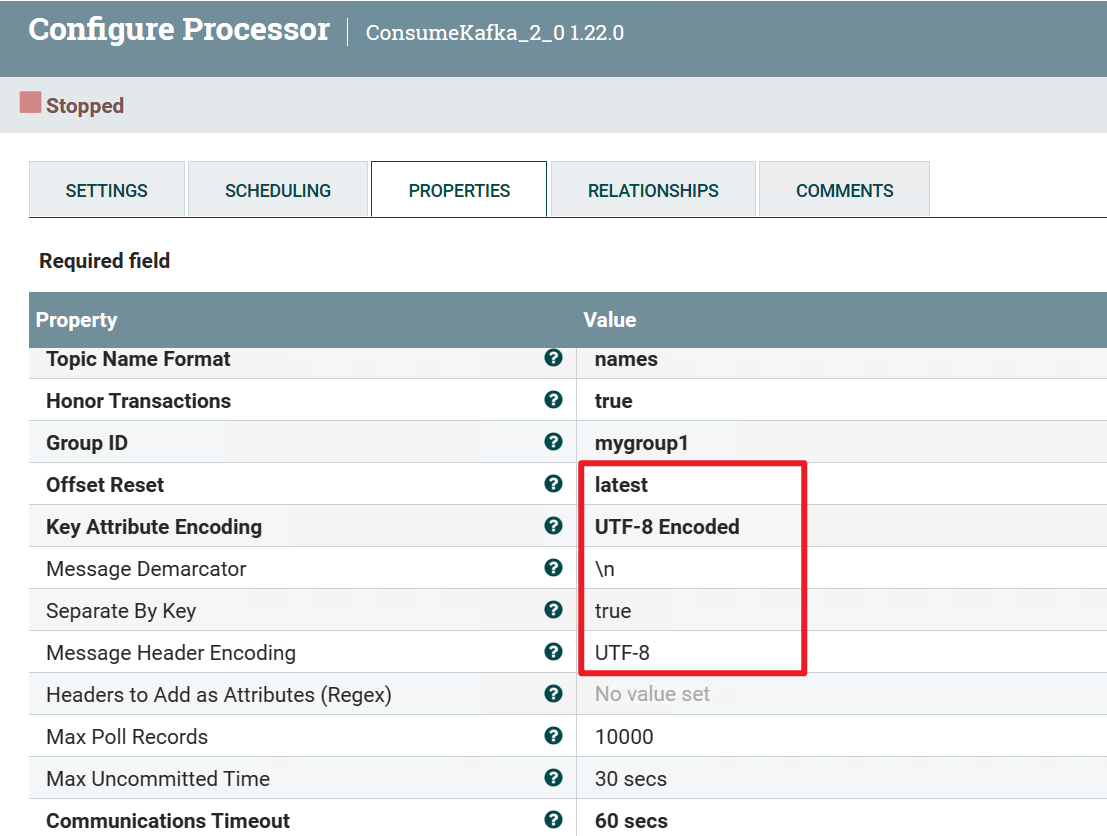 Configure Processor | ConsumeKafka_2_0 1.22.0
Stopped
SETTINGS SCHEDULING PROPERTIES RELATIONSHIPS COMMENTS
Required field
Property Value
Topic Name Format ? names
Honor Transactions ? true
Group ID ? mygroup1
Offset Reset ? latest
Key Attribute Encoding ? UTF-8 Encoded
Message Demarcator ? \n
Separate By Key ? true
Message Header Encoding ? UTF-8
Headers to Add as Attributes (Regex) ? No value set
Max Poll Records ? 10000
Max Uncommitted Time ? 30 secs
Communications Timeout ? 60 secs